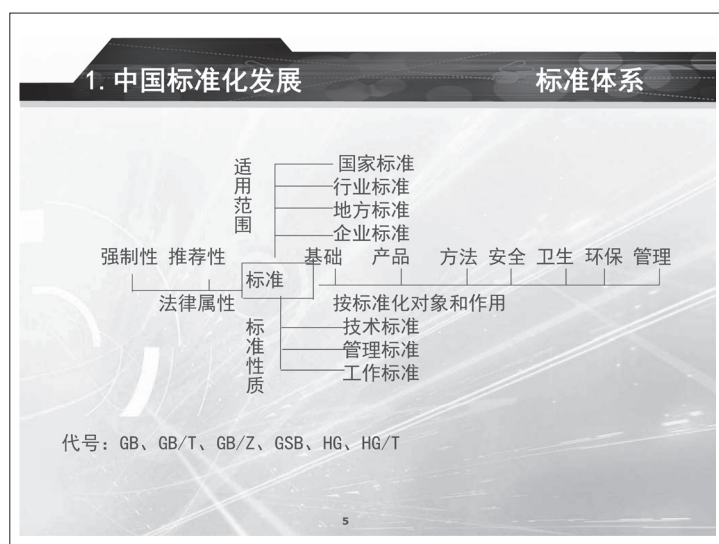 1. 中国标准化发展 标准体系
适用范围
国家标准
行业标准
地方标准
企业标准
强制性 推荐性
标准
基础 产品 方法 安全 卫生 环保 管理
法律属性
按标准化对象和作用
标准性质
技术标准
管理标准
工作标准
代号：GB、GB/T、GB/Z、GSB、HG、HG/T
5